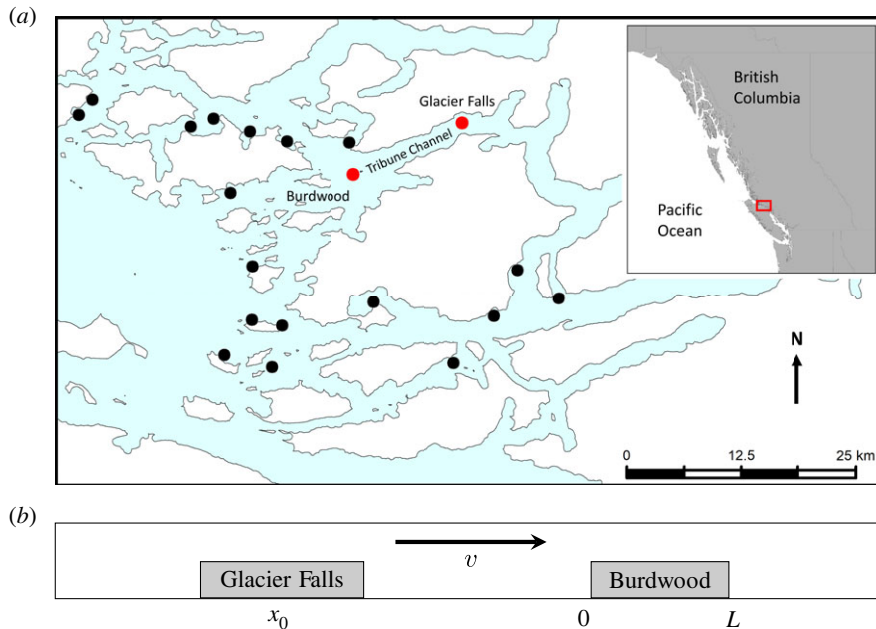 (a)
British
Columbia
Glacier Falls
Tribune Channel
Burdwood
Pacific
Ocean
N
0 12.5 25 km
(b)
v
Glacier Falls Burdwood
x0 0 L